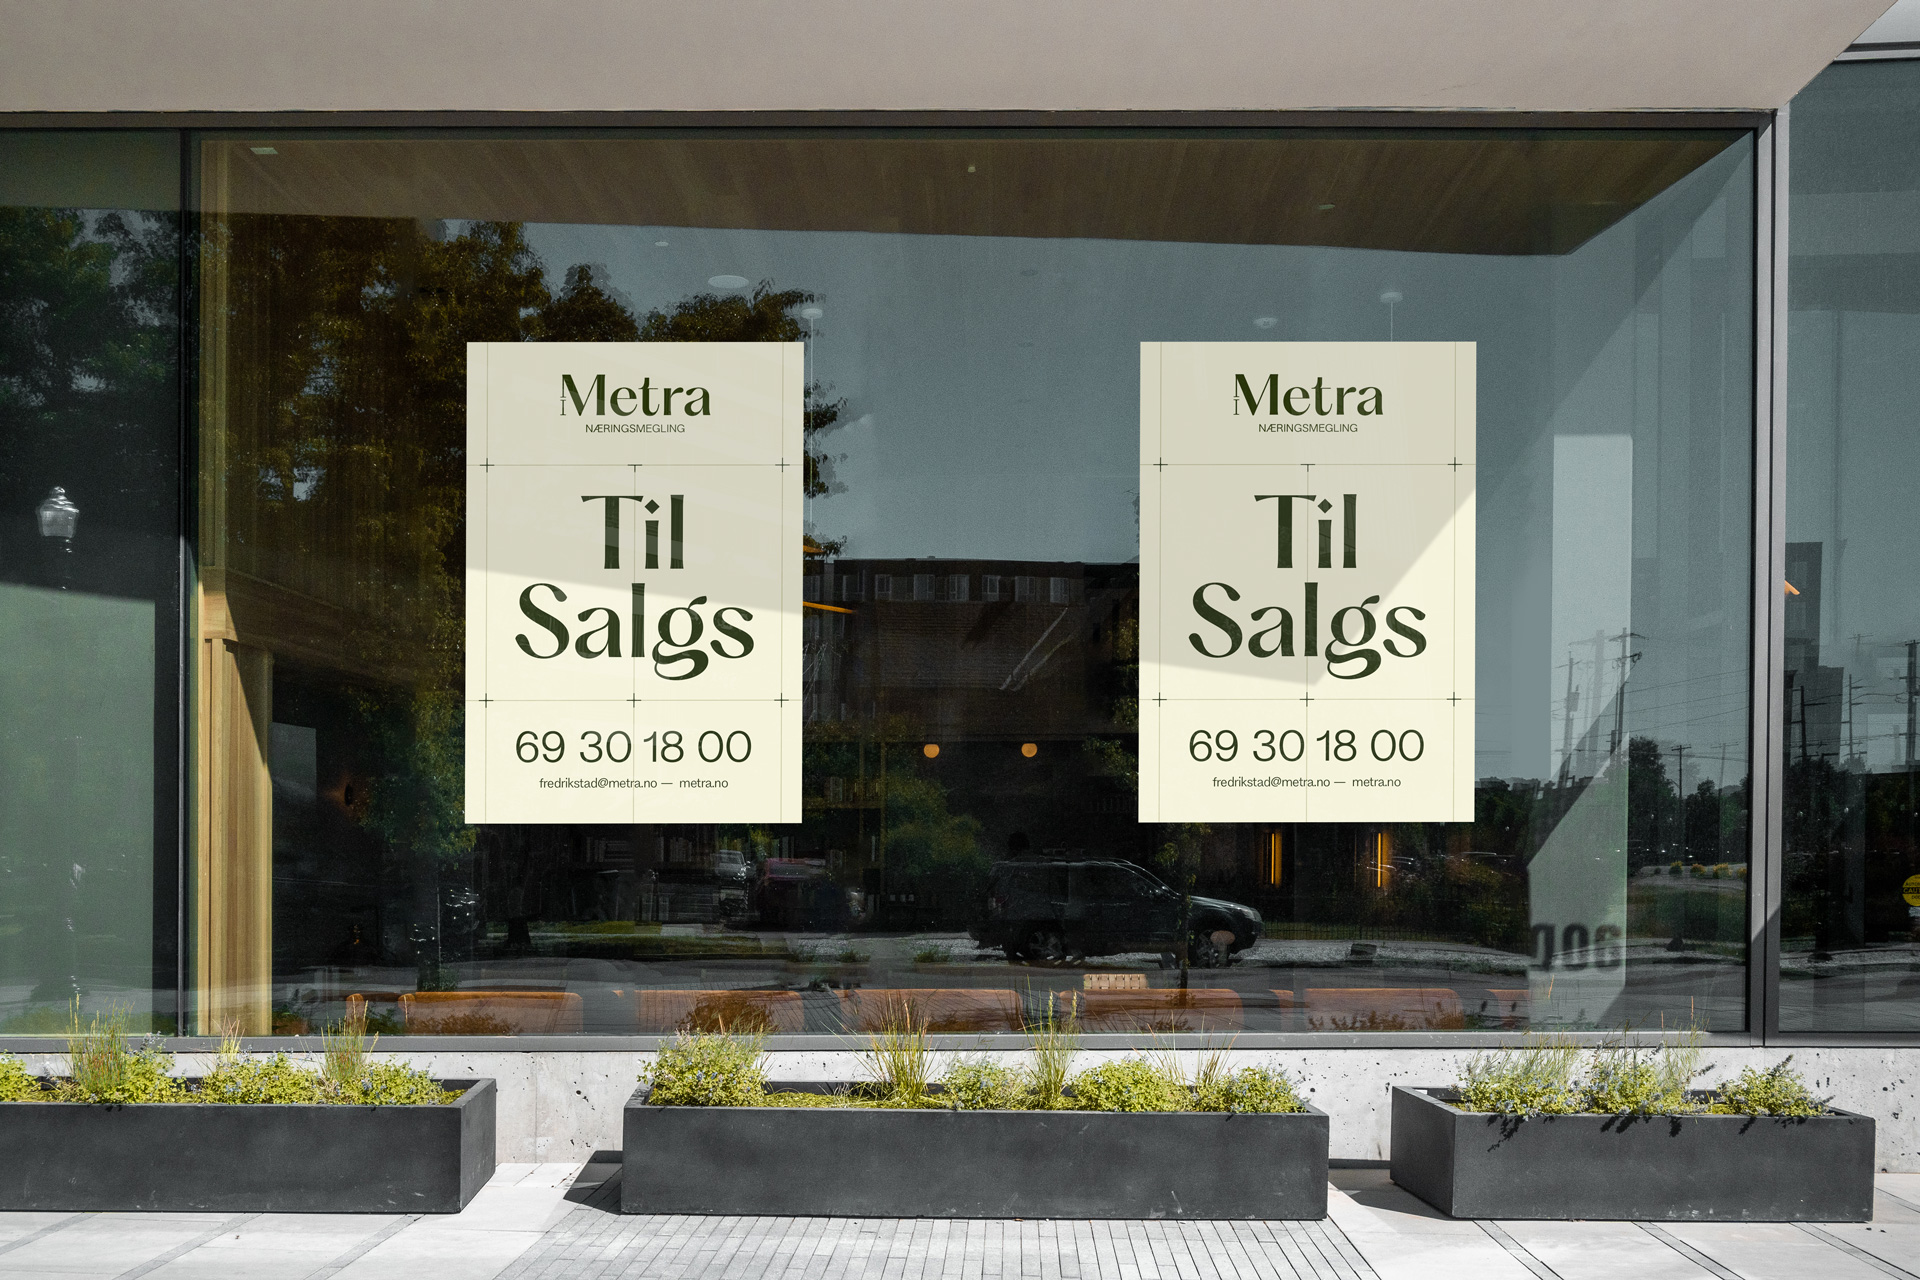 Metra
NÆRINGSMEGLING
Til
Salgs
69 30 18 00
fredrikstad@metra.no — metra.no
Metra
NÆRINGSMEGLING
Til
Salgs
69 30 18 00
fredrikstad@metra.no — metra.no